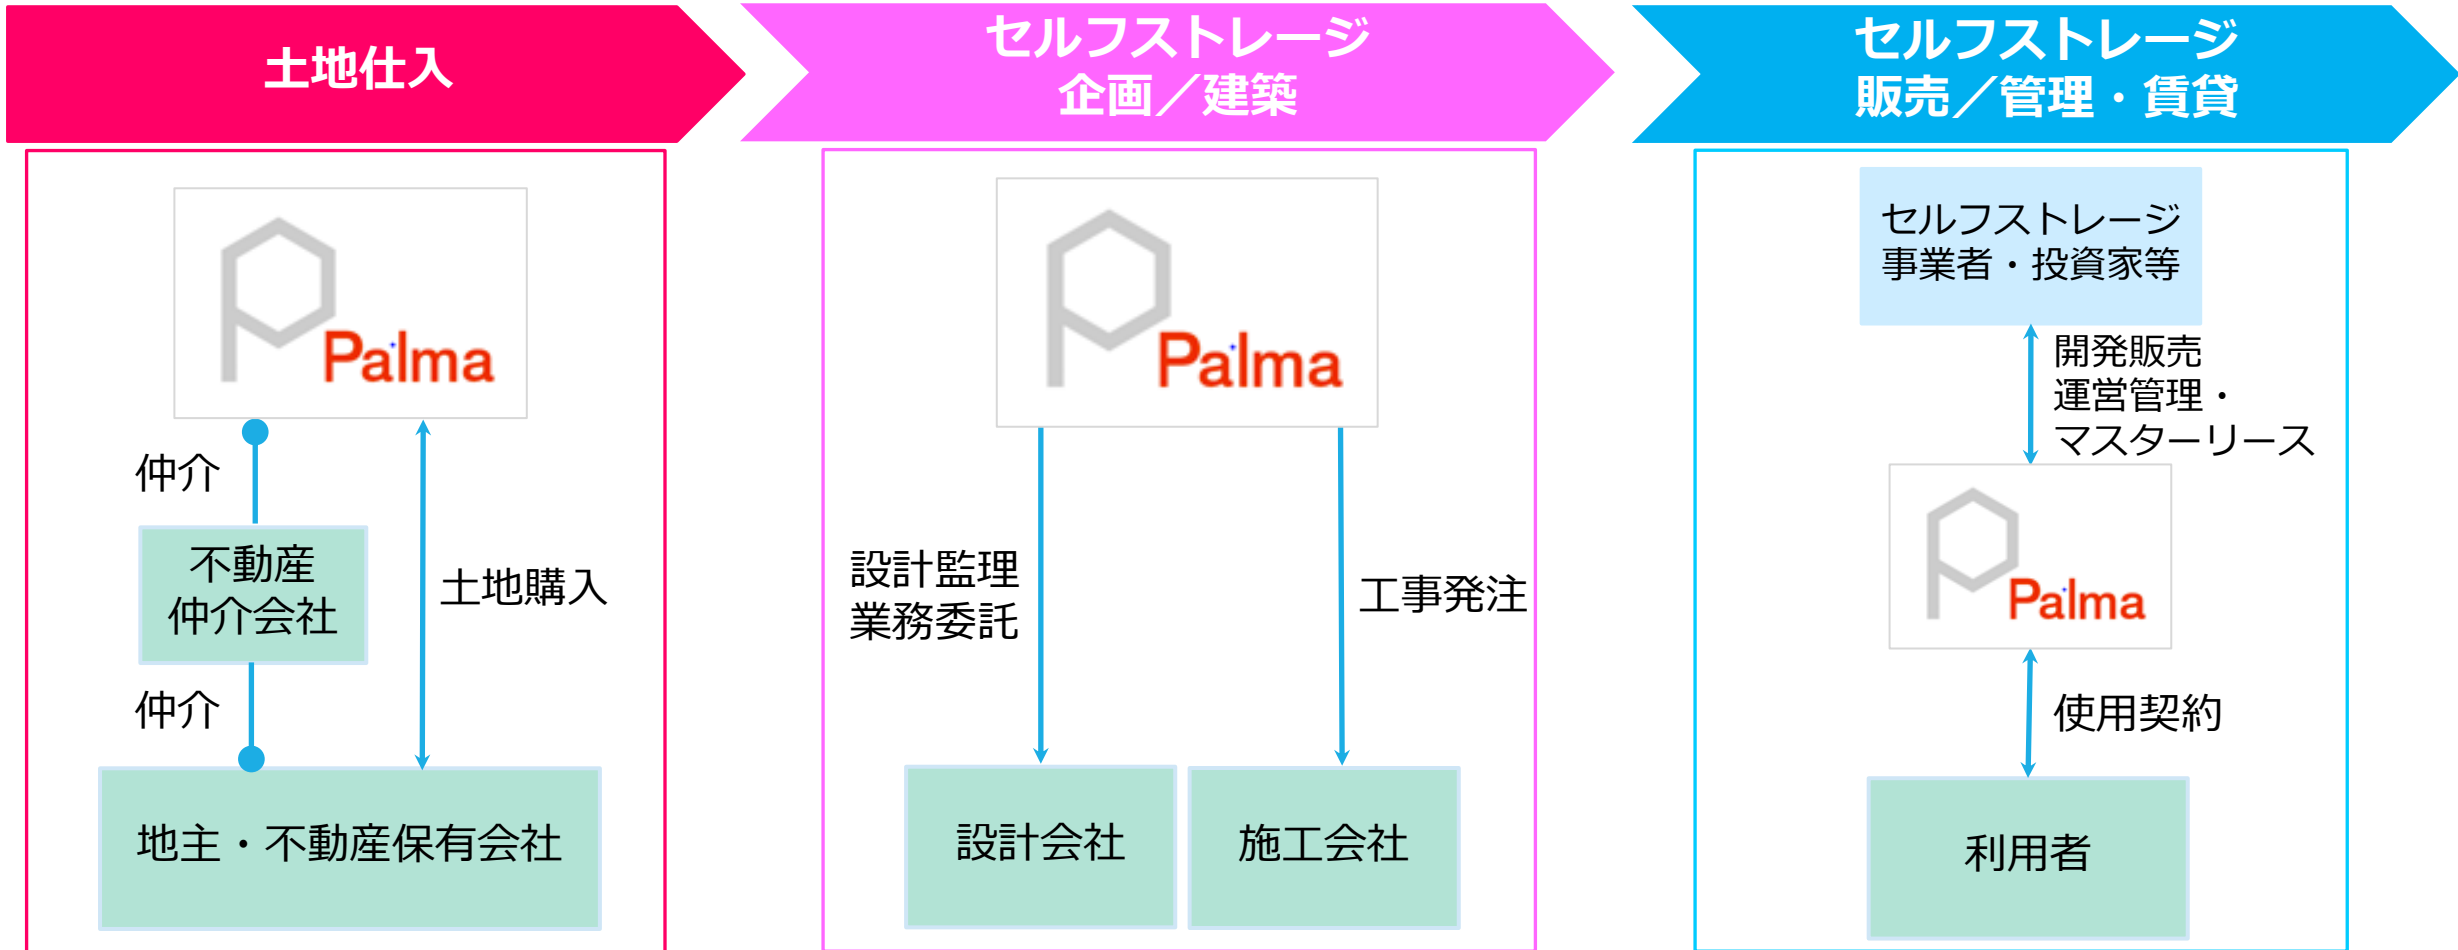 土地仕入
セルフストレージ
企画／建築
セルフストレージ
販売／管理・賃貸
Palma
仲介
不動産
仲介会社
土地購入
仲介
地主・不動産保有会社
Palma
設計監理
業務委託
工事発注
設計会社
施工会社
セルフストレージ
事業者・投資家等
開発販売
運営管理・
マスターリース
Palma
使用契約
利用者